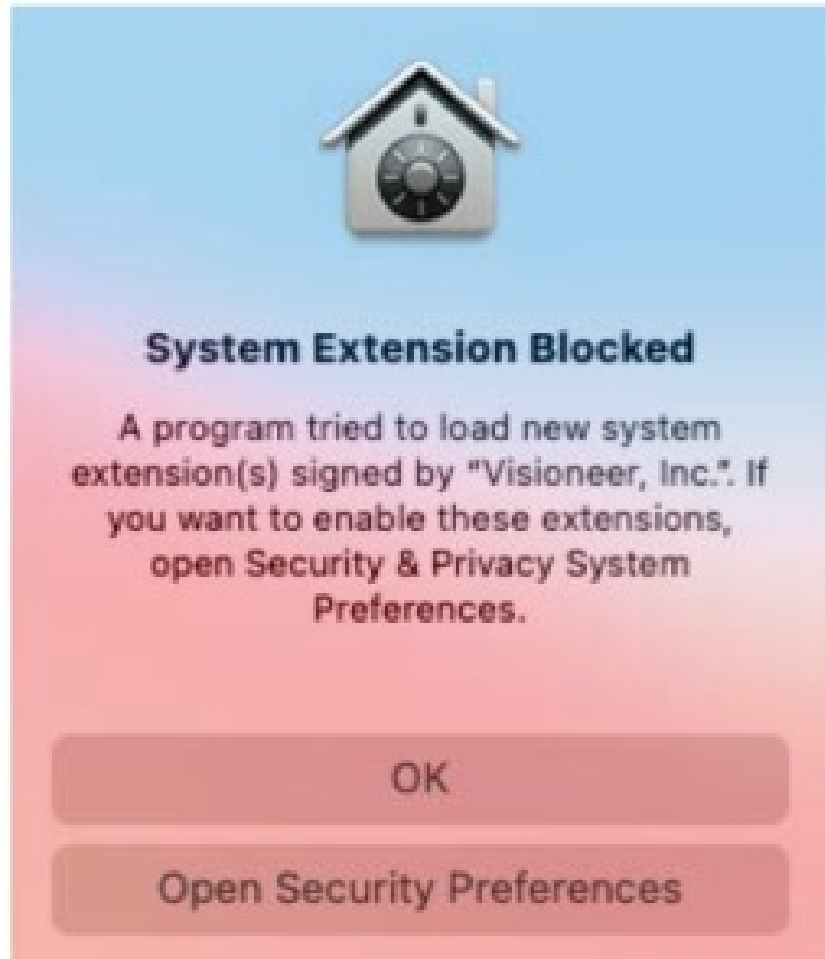 System Extension Blocked
A program tried to load new system
extension(s) signed by "Visioneer, Inc.". If
you want to enable these extensions,
open Security & Privacy System
Preferences.
OK
Open Security Preferences